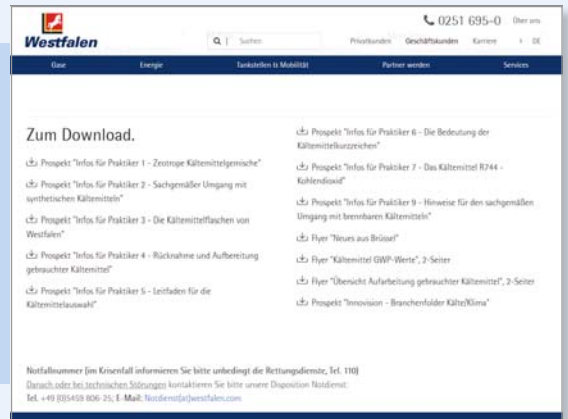 0251 695-0 Über uns
Westfalen
Suchen
Privatkunden Geschäftskunden Karriere DE
Gase Energie Tankstellen & Mobilität Partner werden Services
Zum Download.
Prospekt "Infos für Praktiker 1 - Zeotrope Kältemittelgemische"
Prospekt "Infos für Praktiker 2 - Sachgemäßer Umgang mit
synthetischen Kältemitteln"
Prospekt "Infos für Praktiker 3 - Die Kältemittelflaschen von
Westfalen"
Prospekt "Infos für Praktiker 4 - Rücknahme und Aufbereitung
gebrauchter Kältemittel"
Prospekt "Infos für Praktiker 5 - Leitfaden für die
Kältemittelauswahl"
Prospekt "Infos für Praktiker 6 - Die Bedeutung der
Kältemittelkurzzeichen"
Prospekt "Infos für Praktiker 7 - Das Kältemittel R744 -
Kohlendioxid"
Prospekt "Infos für Praktiker 9 - Hinweise für den sachgemäßen
Umgang mit brennbaren Kältemitteln"
Flyer "Neues aus Brüssel"
Flyer "Kältemittel GWP-Werte", 2-Seiter
Flyer "Übersicht Aufarbeitung gebrauchter Kältemittel", 2-Seiter
Prospekt "Innovision - Branchenfolder Kälte/Klima"
Notfallnummer (im Krisenfall informieren Sie bitte unbedingt die Rettungsdienste, Tel. 110)
Danach oder bei technischen Störungen kontaktieren Sie bitte unsere Disposition Notdienst:
Tel. +49 (0)5459 806-25; E-Mail: Notdienst(at)westfalen.com